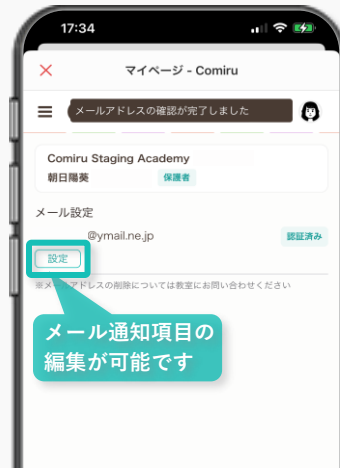 17:34
マイページ - Comiru
メールアドレスの確認が完了しました
Comiru Staging Academy
朝日陽葵 保護者
メール設定
@ymail.ne.jp 認証済み
設定
※メールアドレスの削除については教室にお問い合わせください
メール通知項目の
編集が可能です